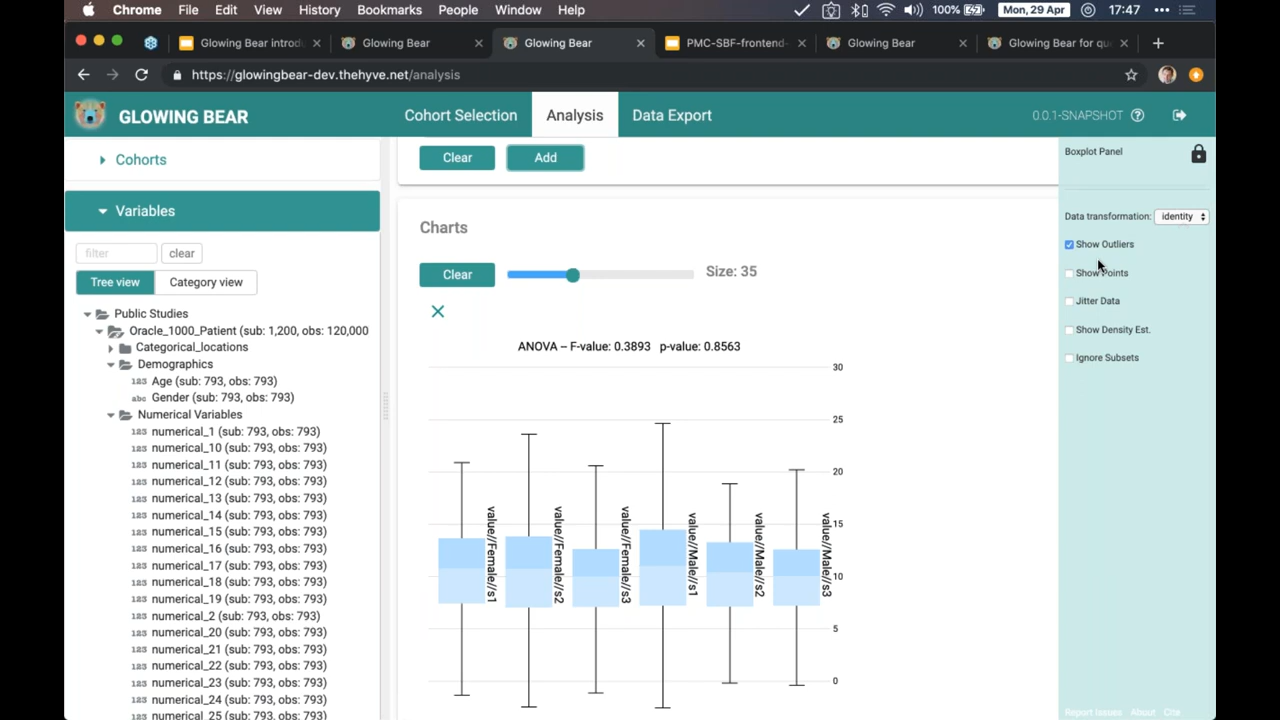 Chrome File Edit View History Bookmarks People Window Help 100% Mon, 29 Apr 17:47
Glowing Bear introd Glowing Bear Glowing Bear PMC-SBF-frontend- Glowing Bear Glowing Bear for qu
https://glowingbear-dev.thehyve.net/analysis
GLOWING BEAR Cohort Selection Analysis Data Export 0.0.1-SNAPSHOT
Cohorts
Clear Add
Boxplot Panel
Variables
Charts
Data transformation: identity
filter clear
Show Outliers
Clear Size: 35
Show Points
Tree view Category view
Jitter Data
Public Studies
Oracle_1000_Patient (sub: 1,200, obs: 120,000
Show Density Est.
Categorical_locations
ANOVA – F-value: 0.3893 p-value: 0.8563
Ignore Subsets
Demographics
30
Age (sub: 793, obs: 793)
Gender (sub: 793, obs: 793)
Numerical Variables
25
numerical_1 (sub: 793, obs: 793)
numerical_10 (sub: 793, obs: 793)
numerical_11 (sub: 793, obs: 793)
20
numerical_12 (sub: 793, obs: 793)
numerical_13 (sub: 793, obs: 793)
numerical_14 (sub: 793, obs: 793)
15
numerical_15 (sub: 793, obs: 793)
numerical_16 (sub: 793, obs: 793)
numerical_17 (sub: 793, obs: 793)
10
numerical_18 (sub: 793, obs: 793)
numerical_19 (sub: 793, obs: 793)
value//Female//s1
value//Female//s2
value//Female//s3
value//Male//s1
value//Male//s2
value//Male//s3
numerical_2 (sub: 793, obs: 793)
5
numerical_20 (sub: 793, obs: 793)
numerical_21 (sub: 793, obs: 793)
numerical_22 (sub: 793, obs: 793)
0
numerical_23 (sub: 793, obs: 793)
numerical_24 (sub: 793, obs: 793)
numerical_25 (sub: 793, obs: 793)
Report Issues About Cite